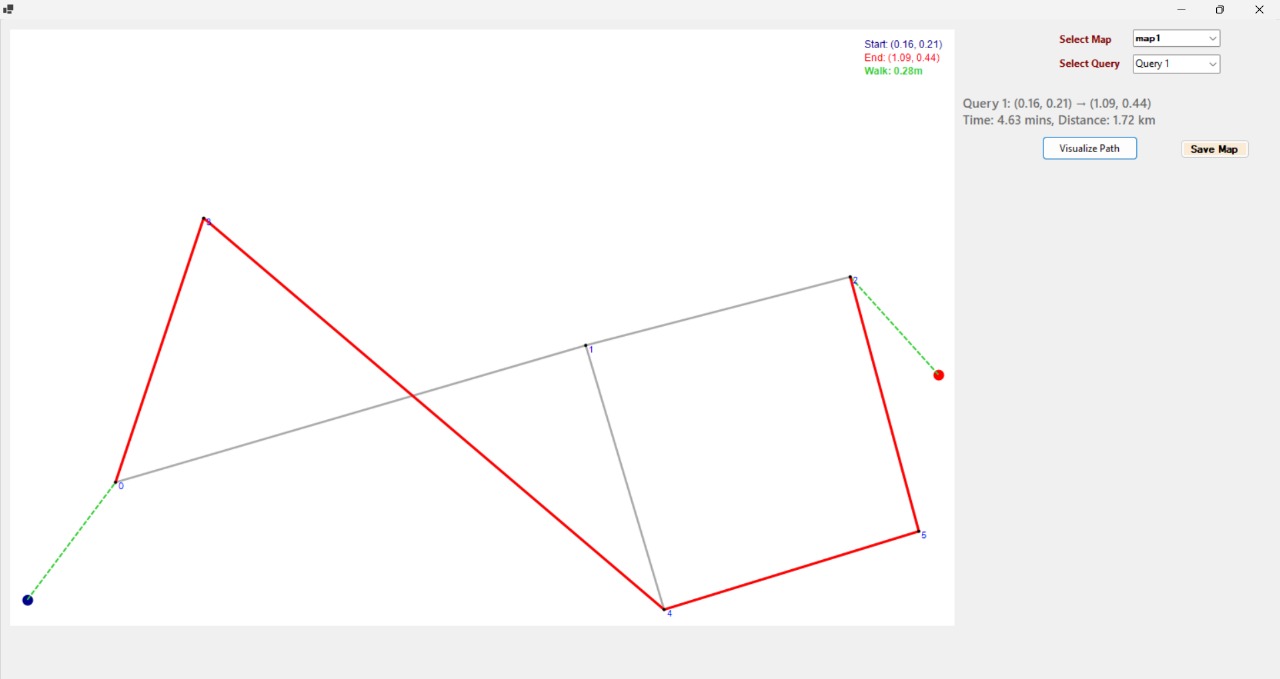 Start: (0.16, 0.21)
End: (1.09, 0.44)
Walk: 0.28m
Select Map map1
Select Query Query 1
Query 1: (0.16, 0.21) → (1.09, 0.44)
Time: 4.63 mins, Distance: 1.72 km
Visualize Path Save Map
3
2
1
0
5
4